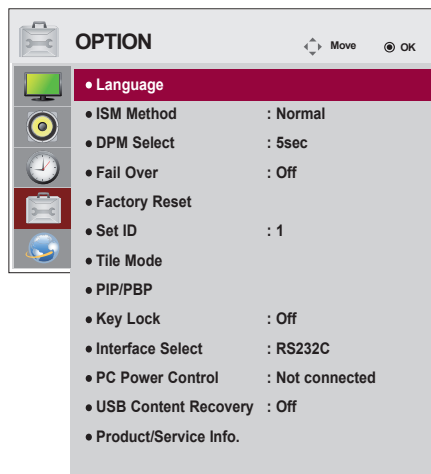 OPTION Move OK
• Language
• ISM Method : Normal
• DPM Select : 5sec
• Fail Over : Off
• Factory Reset
• Set ID : 1
• Tile Mode
• PIP/PBP
• Key Lock : Off
• Interface Select : RS232C
• PC Power Control : Not connected
• USB Content Recovery : Off
• Product/Service Info.